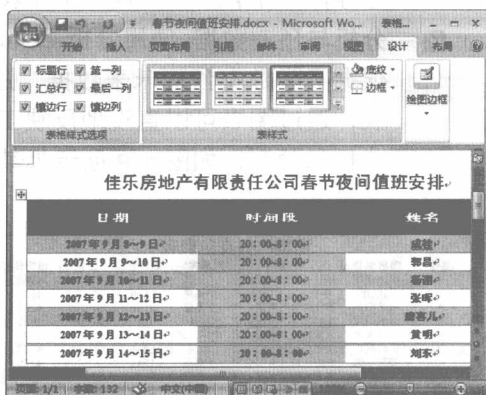 春节夜间值班安排.docx - Microsoft Wo...
表格...
开始 插入 页面布局 引用 邮件 审阅 视图 设计 布局
标题行 第一列
汇总行 最后一列
镶边行 镶边列
底纹
边框
绘图边框
表格样式选项 表样式
佳乐房地产有限责任公司春节夜间值班安排
日期 时间段 姓名
2007年9月8～9日 20：00~8：00
2007年9月9～10日 20：00~8：00 郭昌
2007年9月10～11日 20：00~8：00
2007年9月11～12日 20：00~8：00 张晖
2007年9月12～13日 20：00~8：00
2007年9月13～14日 20：00~8：00 黄明
2007年9月14～15日 20：00~8：00 刘东
页面: 1/1 字数: 132 中文(中国)